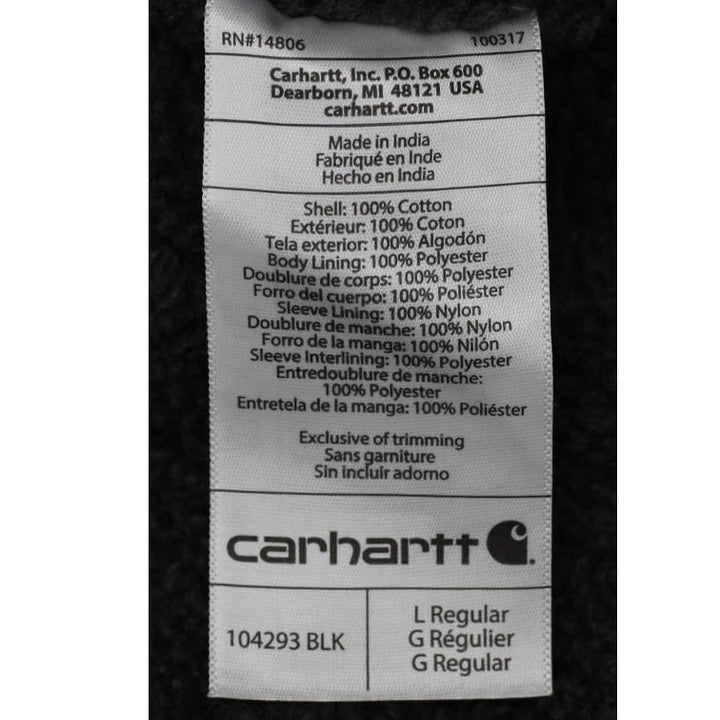 RN#14806 100317
Carhartt, Inc. P.O. Box 600
Dearborn, MI 48121 USA
carhartt.com
Made in India
Fabriqué en Inde
Hecho en India
Shell: 100% Cotton
Extérieur: 100% Coton
Tela exterior: 100% Algodón
Body Lining: 100% Polyester
Doublure de corps: 100% Polyester
Forro del cuerpo: 100% Poliéster
Sleeve Lining: 100% Nylon
Doublure de manche: 100% Nylon
Forro de la manga: 100% Nilón
Sleeve Interlining: 100% Polyester
Entredoublure de manche:
100% Polyester
Entretela de la manga: 100% Poliéster
Exclusive of trimming
Sans garniture
Sin incluir adorno
carhartt
104293 BLK
L Regular
G Régulier
G Regular